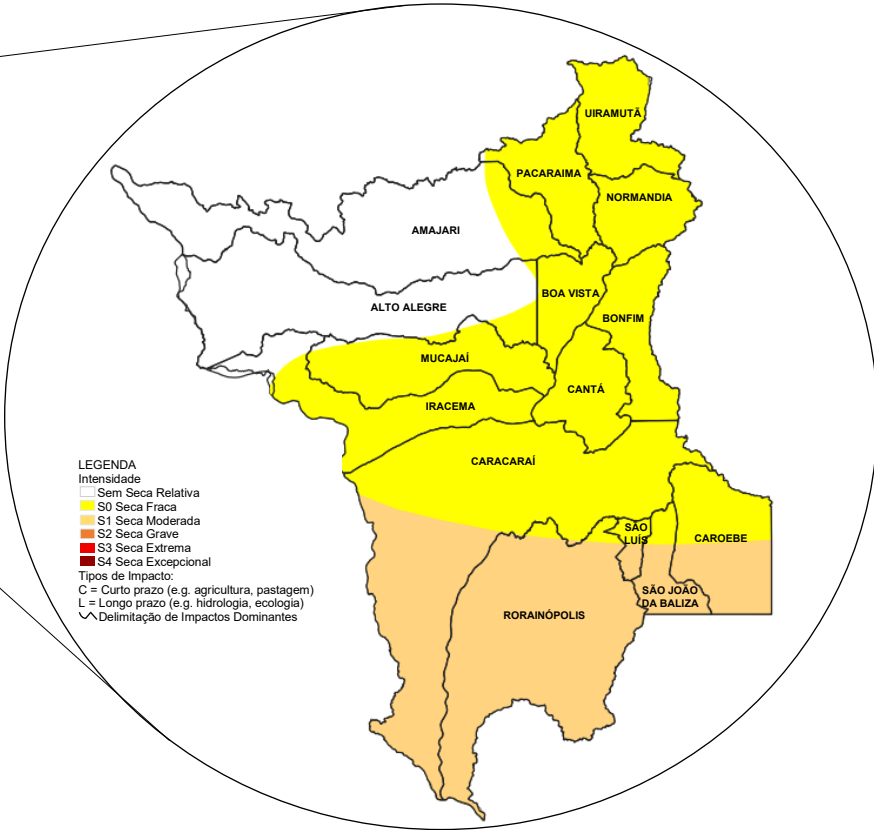 UIRAMUTÃ
PACARAIMA
NORMANDIA
AMAJARI
BOA VISTA
ALTO ALEGRE
BONFIM
MUCAJAÍ
CANTÁ
IRACEMA
CARACARAÍ
SÃO
LUÍS
CAROEBE
SÃO JOÃO
DA BALIZA
RORAINÓPOLIS
LEGENDA
Intensidade
Sem Seca Relativa
S0 Seca Fraca
S1 Seca Moderada
S2 Seca Grave
S3 Seca Extrema
S4 Seca Excepcional
Tipos de Impacto:
C = Curto prazo (e.g. agricultura, pastagem)
L = Longo prazo (e.g. hidrologia, ecologia)
Delimitação de Impactos Dominantes